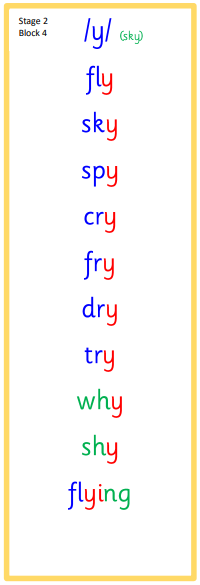 Stage 2
Block 4
/y/ (sky)
fly
sky
spy
cry
fry
dry
try
why
shy
flying